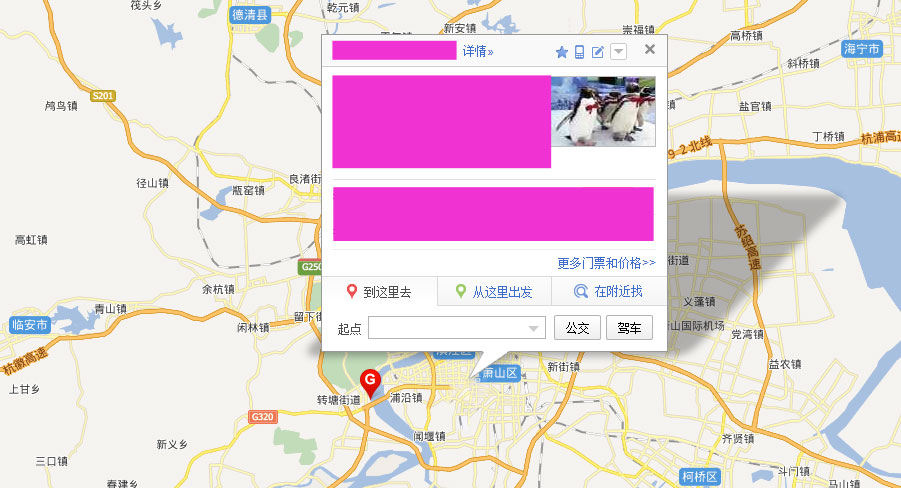 筏头乡
乾元镇
德清县
新安镇
崇福镇
高桥镇
海宁市
斜桥镇
详情»
S201
鸬鸟镇
盐官镇
丁桥镇
9-2北线
杭浦高速
径山镇
良渚街
瓶窑镇
苏绍高速
高虹镇
更多门票和价格>>
街道
G250
到这里去
从这里出发
在附近找
余杭镇
义蓬镇
青山镇
留下街
临安市
闲林镇
起点
公交
驾车
山国际机场
党湾镇
杭徽高速
滨江区
萧山区
新街镇
益农镇
上甘乡
G
转塘街道
浦沿镇
G320
闻堰镇
新义乡
齐贤镇
三口镇
柯桥区
斗门镇
春建乡
马山镇